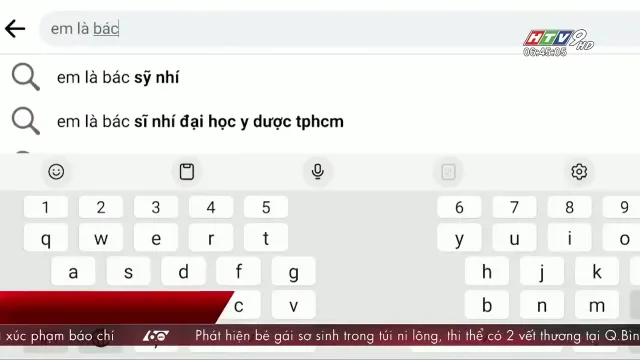 em là bác
HTV9 HD
06:45:05
em là bác sỹ nhí
em là bác sĩ nhí đại học y dược tphcm
1 2 3 4 5 6 7 8 9
q w e r t y u i o
a s d f g h j k
c v b n m
xúc phạm báo chí
Phát hiện bé gái sơ sinh trong túi ni lông, thi thể có 2 vết thương tại Q.Bìn